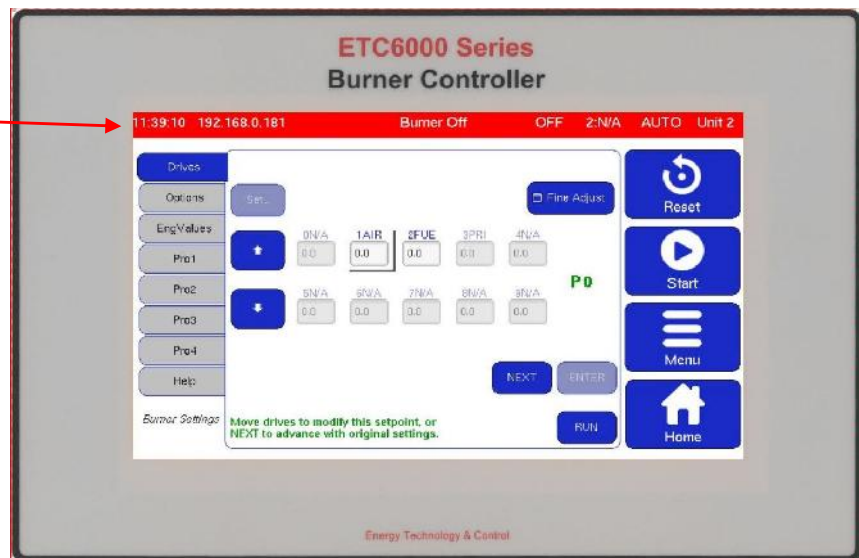 ETC6000 Series
Burner Controller
11:39:10 192.168.0.181 Burner Off OFF 2:N/A AUTO Unit 2
Drives
Options
EngValues
Pro1
Pro2
Pro3
Pro4
Help
Burner Settings
Set...
Fine Adjust
0N/A 1AIR 2FUE 3PRI 4N/A
0.0 0.0 0.0 0.0 0.0
P0
5N/A 6N/A 7N/A 8N/A 9N/A
0.0 0.0 0.0 0.0 0.0
NEXT ENTER
Move drives to modify this setpoint, or
NEXT to advance with original settings.
RUN
Reset
Start
Menu
Home
Energy Technology & Control